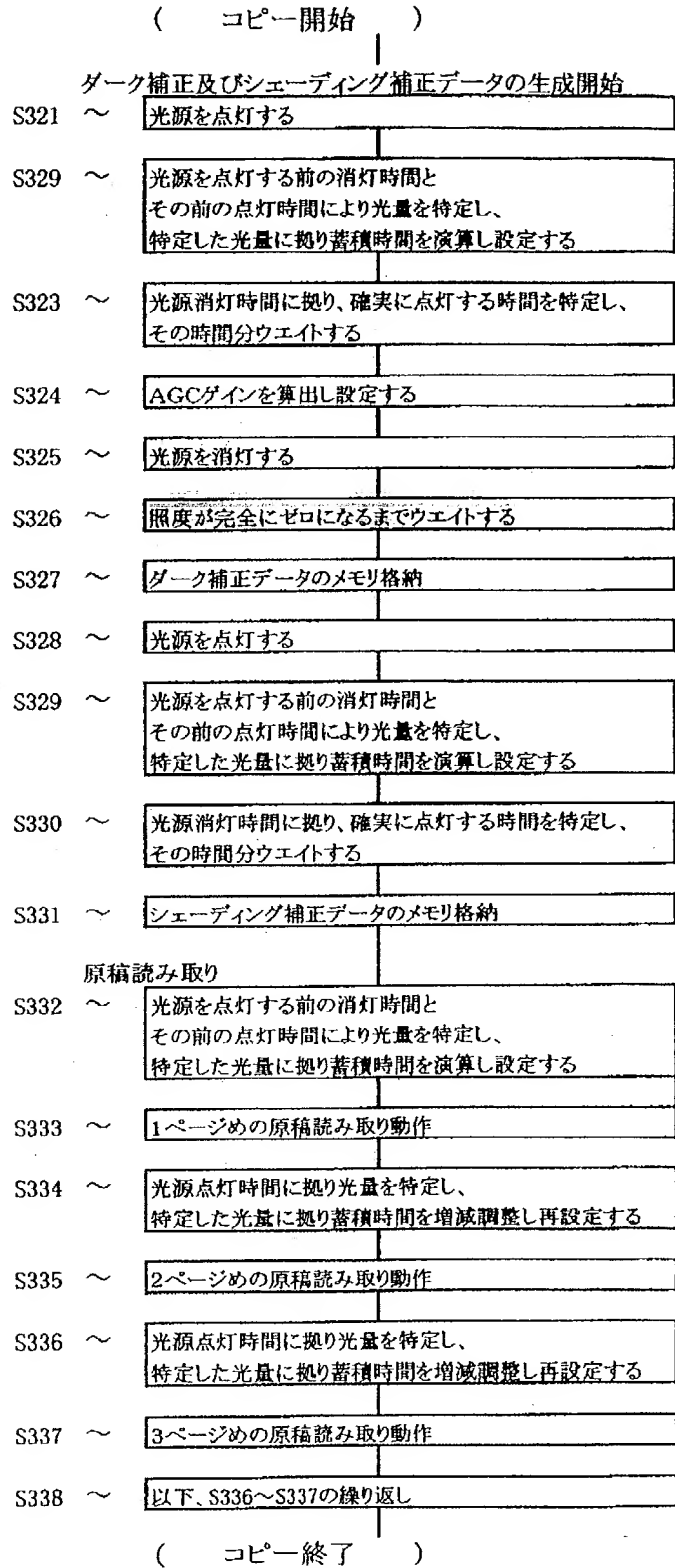 ( コピー開始 )
ダーク補正及びシェーディング補正データの生成開始
S321 ～ 光源を点灯する
S329 ～ 光源を点灯する前の消灯時間と
その前の点灯時間により光量を特定し、
特定した光量に拠り蓄積時間を演算し設定する
S323 ～ 光源消灯時間に拠り、確実に点灯する時間を特定し、
その時間分ウエイトする
S324 ～ AGCゲインを算出し設定する
S325 ～ 光源を消灯する
S326 ～ 照度が完全にゼロになるまでウエイトする
S327 ～ ダーク補正データのメモリ格納
S328 ～ 光源を点灯する
S329 ～ 光源を点灯する前の消灯時間と
その前の点灯時間により光量を特定し、
特定した光量に拠り蓄積時間を演算し設定する
S330 ～ 光源消灯時間に拠り、確実に点灯する時間を特定し、
その時間分ウエイトする
S331 ～ シェーディング補正データのメモリ格納
原稿読み取り
S332 ～ 光源を点灯する前の消灯時間と
その前の点灯時間により光量を特定し、
特定した光量に拠り蓄積時間を演算し設定する
S333 ～ 1ページめの原稿読み取り動作
S334 ～ 光源点灯時間に拠り光量を特定し、
特定した光量に拠り蓄積時間を増減調整し再設定する
S335 ～ 2ページめの原稿読み取り動作
S336 ～ 光源点灯時間に拠り光量を特定し、
特定した光量に拠り蓄積時間を増減調整し再設定する
S337 ～ 3ページめの原稿読み取り動作
S338 ～ 以下、S336～S337の繰り返し
( コピー終了 )